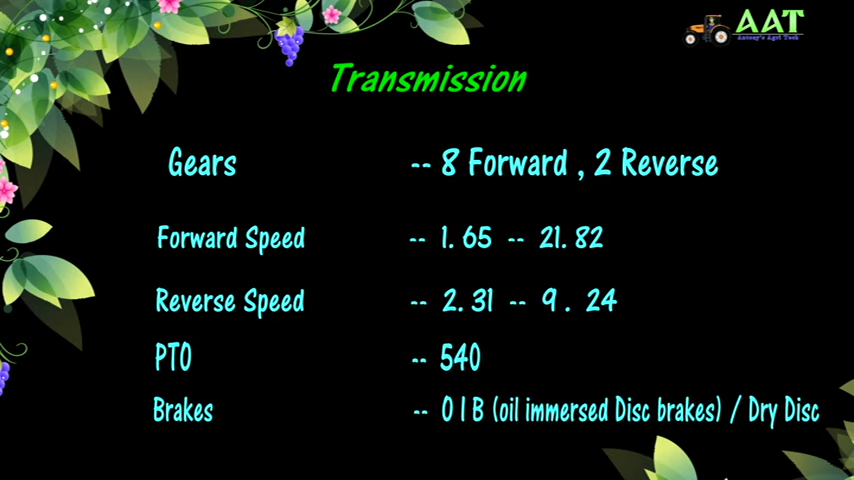 AAT
Antony's Agri Tech
Transmission
Gears -- 8 Forward , 2 Reverse
Forward Speed -- 1. 65 -- 21. 82
Reverse Speed -- 2. 31 -- 9 . 24
PTO -- 540
Brakes -- O I B (oil immersed Disc brakes) / Dry Disc